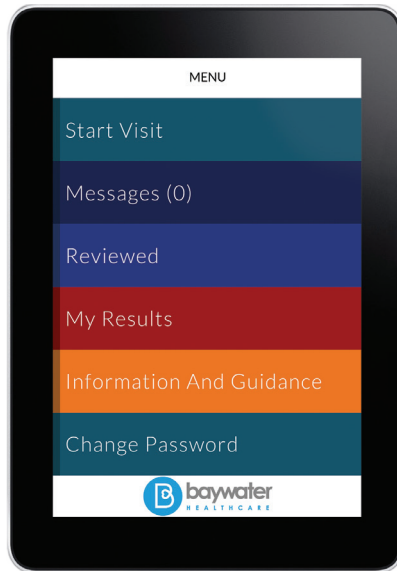 MENU
Start Visit
Messages (0)
Reviewed
My Results
Information And Guidance
Change Password
baywater
HEALTHCARE